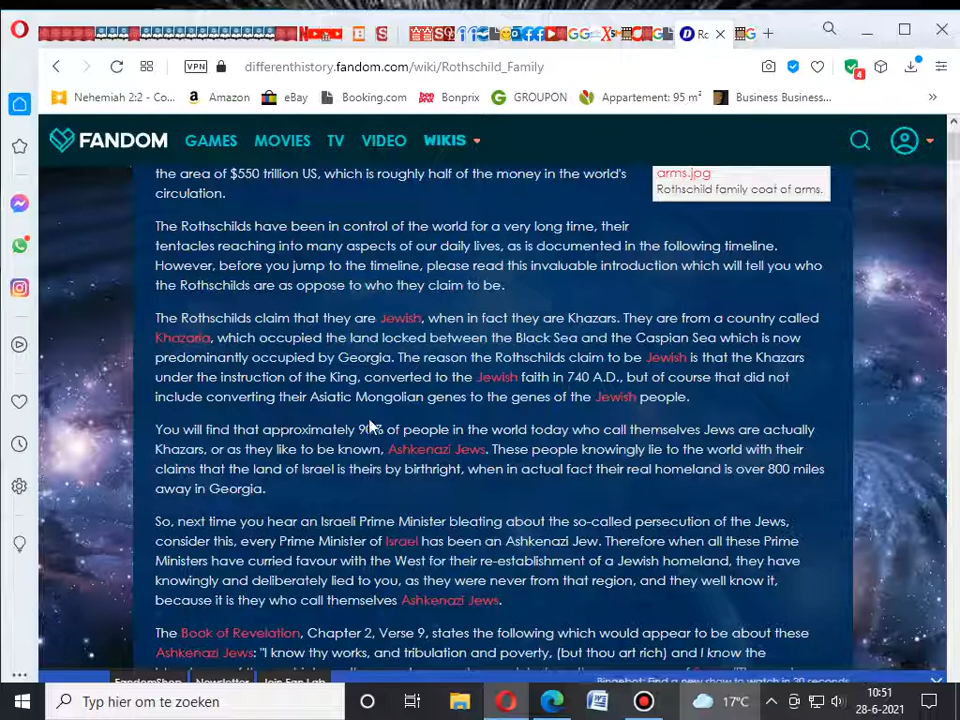 Ro
VPN
differenthistory.fandom.com/wiki/Rothschild_Family
4
Nehemiah 2:2 - Co... Amazon eBay Booking.com Bonprix GROUPON Appartement: 95 m² Business Business... »
FANDOM GAMES MOVIES TV VIDEO WIKIS
the area of $550 trillion US, which is roughly half of the money in the world's
circulation.
arms.jpg
Rothschild family coat of arms.
The Rothschilds have been in control of the world for a very long time, their
tentacles reaching into many aspects of our daily lives, as is documented in the following timeline.
However, before you jump to the timeline, please read this invaluable introduction which will tell you who
the Rothschilds are as oppose to who they claim to be.
The Rothschilds claim that they are Jewish, when in fact they are Khazars. They are from a country called
Khazaria, which occupied the land locked between the Black Sea and the Caspian Sea which is now
predominantly occupied by Georgia. The reason the Rothschilds claim to be Jewish is that the Khazars
under the instruction of the King, converted to the Jewish faith in 740 A.D., but of course that did not
include converting their Asiatic Mongolian genes to the genes of the Jewish people.
You will find that approximately 90% of people in the world today who call themselves Jews are actually
Khazars, or as they like to be known, Ashkenazi Jews. These people knowingly lie to the world with their
claims that the land of Israel is theirs by birthright, when in actual fact their real homeland is over 800 miles
away in Georgia.
So, next time you hear an Israeli Prime Minister bleating about the so-called persecution of the Jews,
consider this, every Prime Minister of Israel has been an Ashkenazi Jew. Therefore when all these Prime
Ministers have curried favour with the West for their re-establishment of a Jewish homeland, they have
knowingly and deliberately lied to you, as they were never from that region, and they well know it,
because it is they who call themselves Ashkenazi Jews.
The Book of Revelation, Chapter 2, Verse 9, states the following which would appear to be about these
Ashkenazi Jews: "I know thy works, and tribulation and poverty, (but thou art rich) and I know the
FandomShop Newsletter Join Fan Lab
Bingebot: Find a new show to watch in 30 seconds
Typ hier om te zoeken
17°C
10:51
28-6-2021